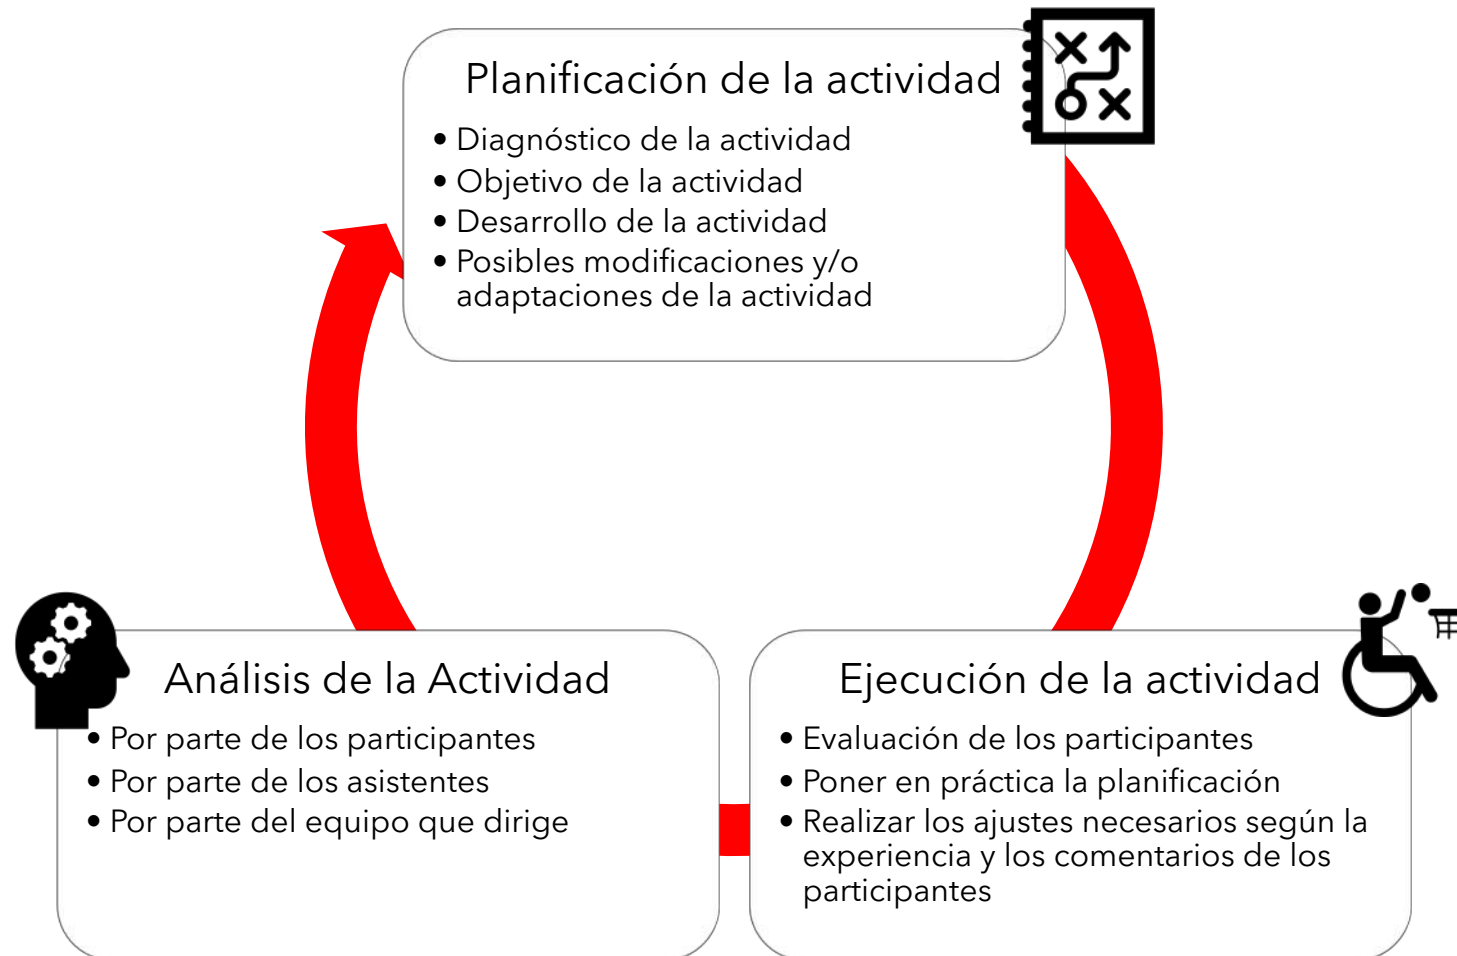 Planificación de la actividad
• Diagnóstico de la actividad
• Objetivo de la actividad
• Desarrollo de la actividad
• Posibles modificaciones y/o
adaptaciones de la actividad
Análisis de la Actividad
• Por parte de los participantes
• Por parte de los asistentes
• Por parte del equipo que dirige
Ejecución de la actividad
• Evaluación de los participantes
• Poner en práctica la planificación
• Realizar los ajustes necesarios según la
experiencia y los comentarios de los
participantes